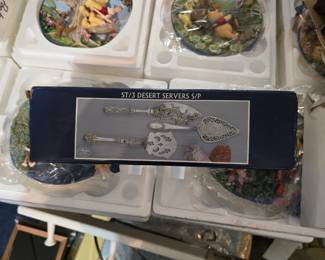 ST/3 DESERT SERVERS S/P